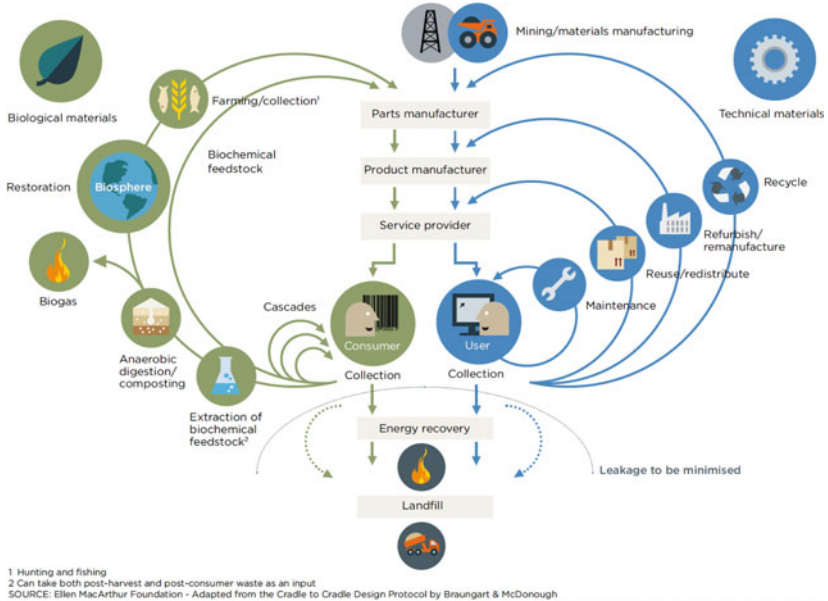 Mining/materials manufacturing
Biological materials
Farming/collection¹
Parts manufacturer
Technical materials
Biochemical
feedstock
Product manufacturer
Restoration
Biosphere
Recycle
Service provider
Refurbish/
remanufacture
Reuse/redistribute
Biogas
Cascades
Maintenance
Consumer
User
Anaerobic
digestion/
composting
Collection
Collection
Extraction of
biochemical
feedstock²
Energy recovery
Leakage to be minimised
Landfill
1 Hunting and fishing
2 Can take both post-harvest and post-consumer waste as an input
SOURCE: Ellen MacArthur Foundation - Adapted from the Cradle to Cradle Design Protocol by Braungart & McDonough